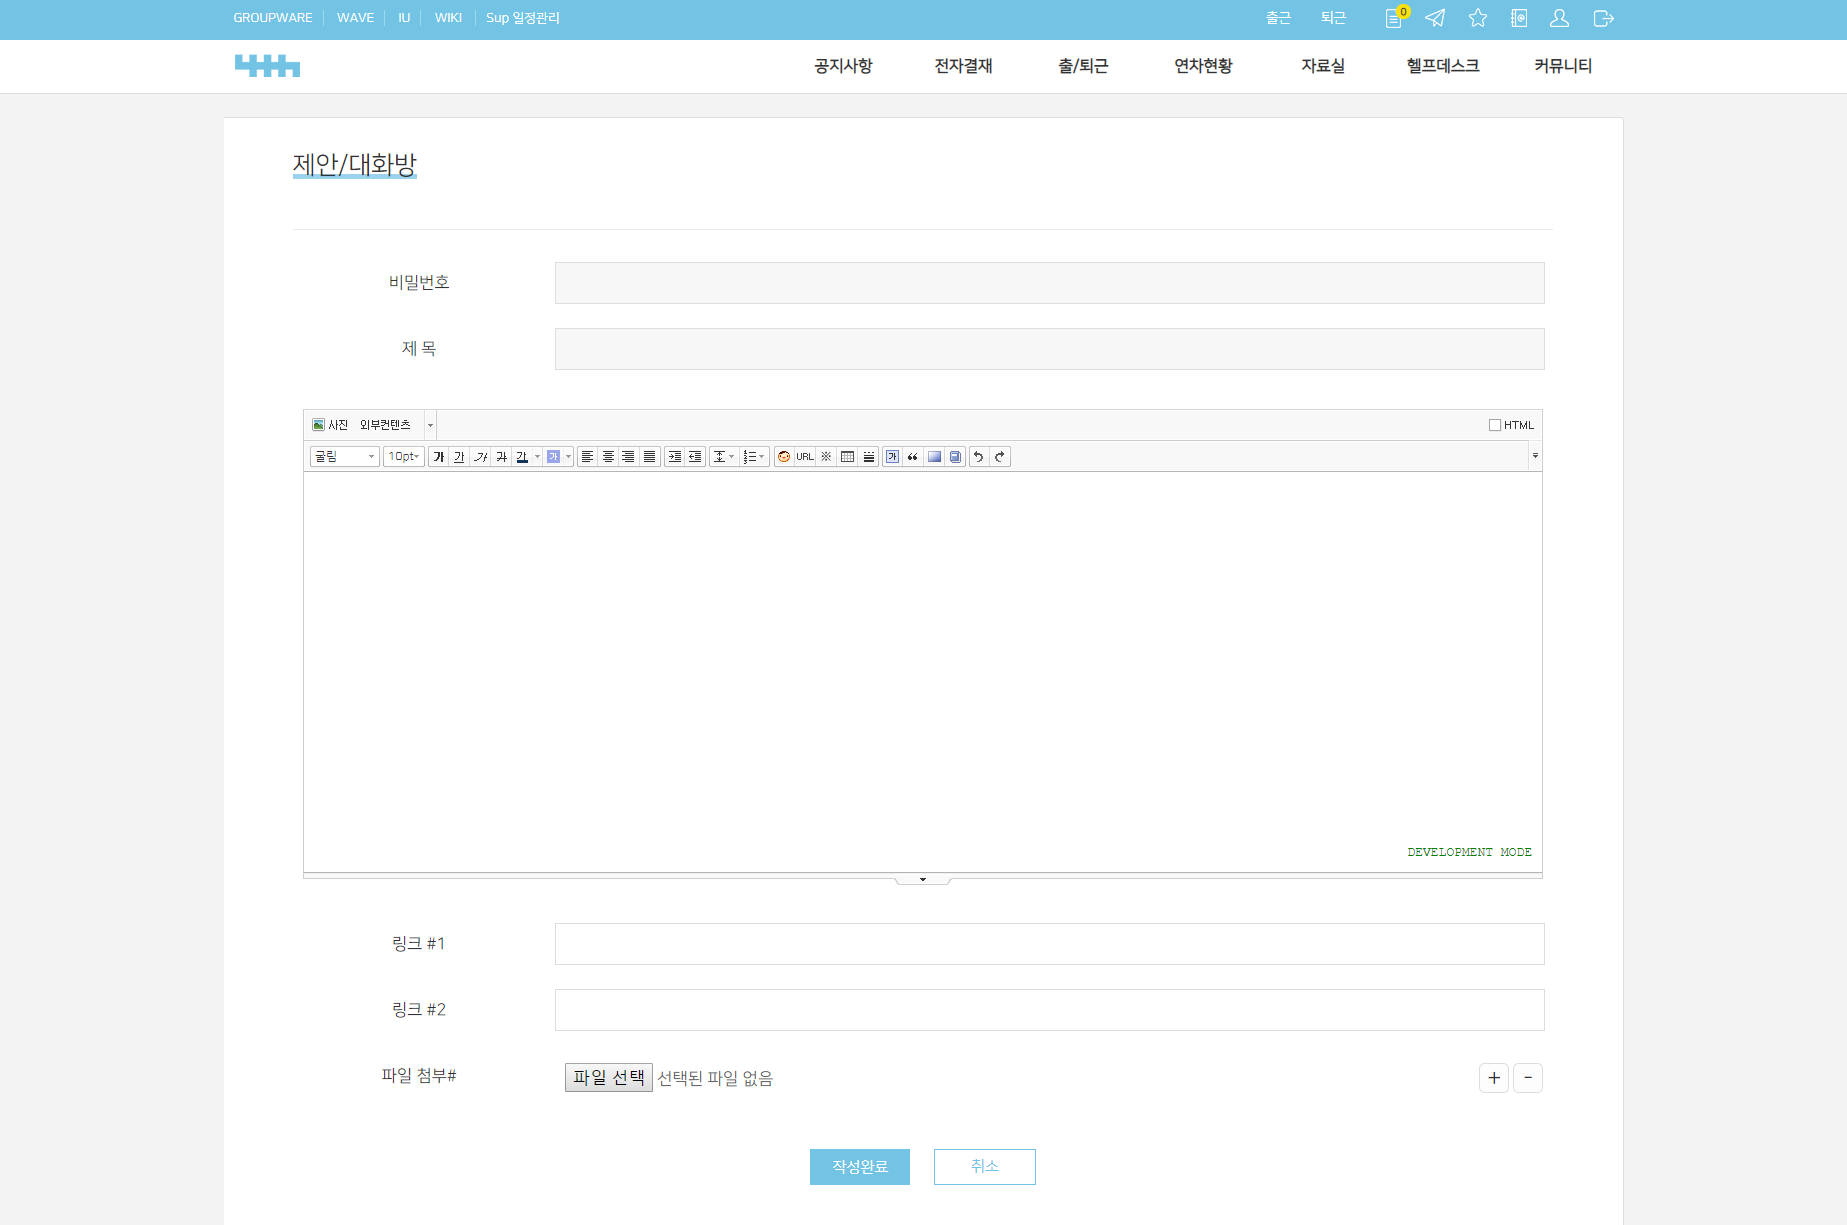 GROUPWARE WAVE IU WIKI Sup 일정관리 출근 퇴근 0
공지사항 전자결재 출/퇴근 연차현황 자료실 헬프데스크 커뮤니티
제안/대화방
비밀번호
제 목
사진 외부컨텐츠 HTML
굴림 10pt 가 가 가 가 가 가 URL ※ 가
DEVELOPMENT MODE
링크 #1
링크 #2
파일 첨부# 파일 선택 선택된 파일 없음 + -
작성완료 취소